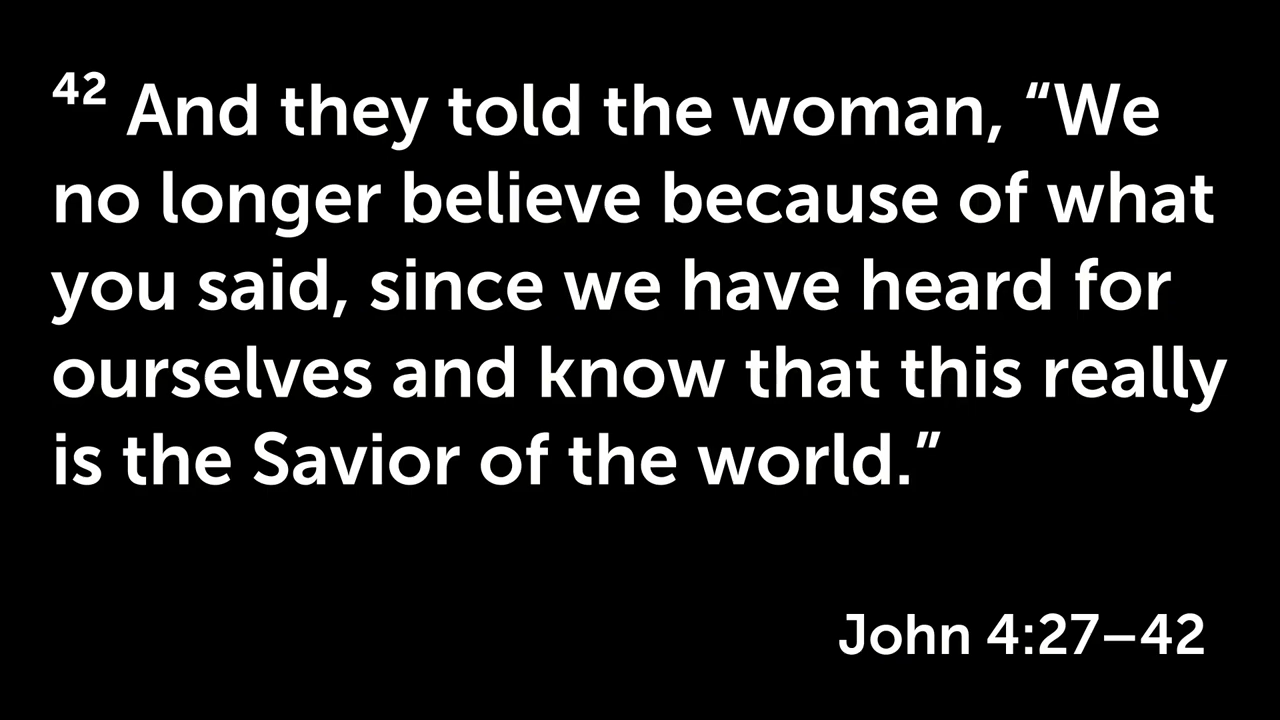 42 And they told the woman, “We
no longer believe because of what
you said, since we have heard for
ourselves and know that this really
is the Savior of the world.”
John 4:27–42